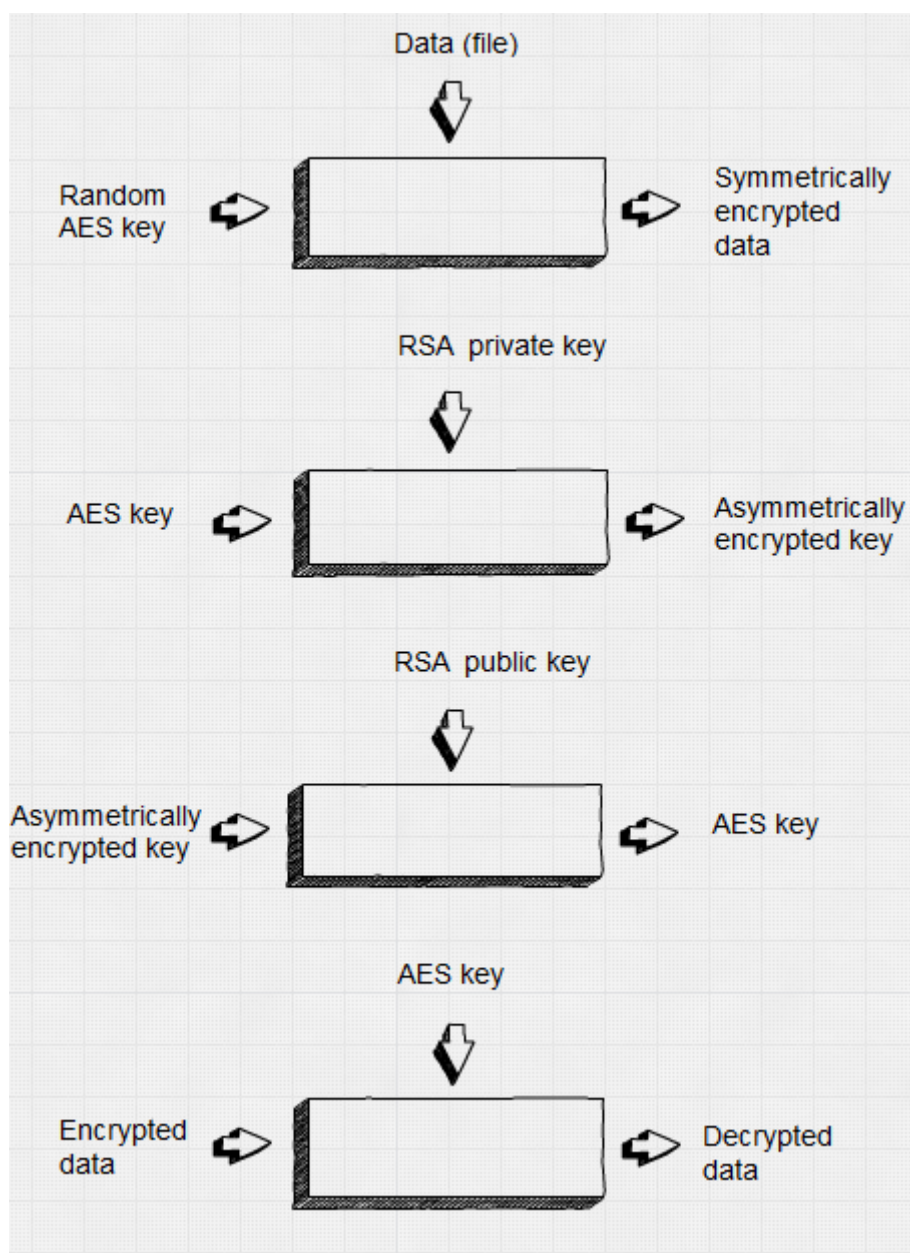 Data (file)
Random
AES key
Symmetrically
encrypted
data
RSA private key
AES key
Asymmetrically
encrypted key
RSA public key
Asymmetrically
encrypted key
AES key
AES key
Encrypted
data
Decrypted
data